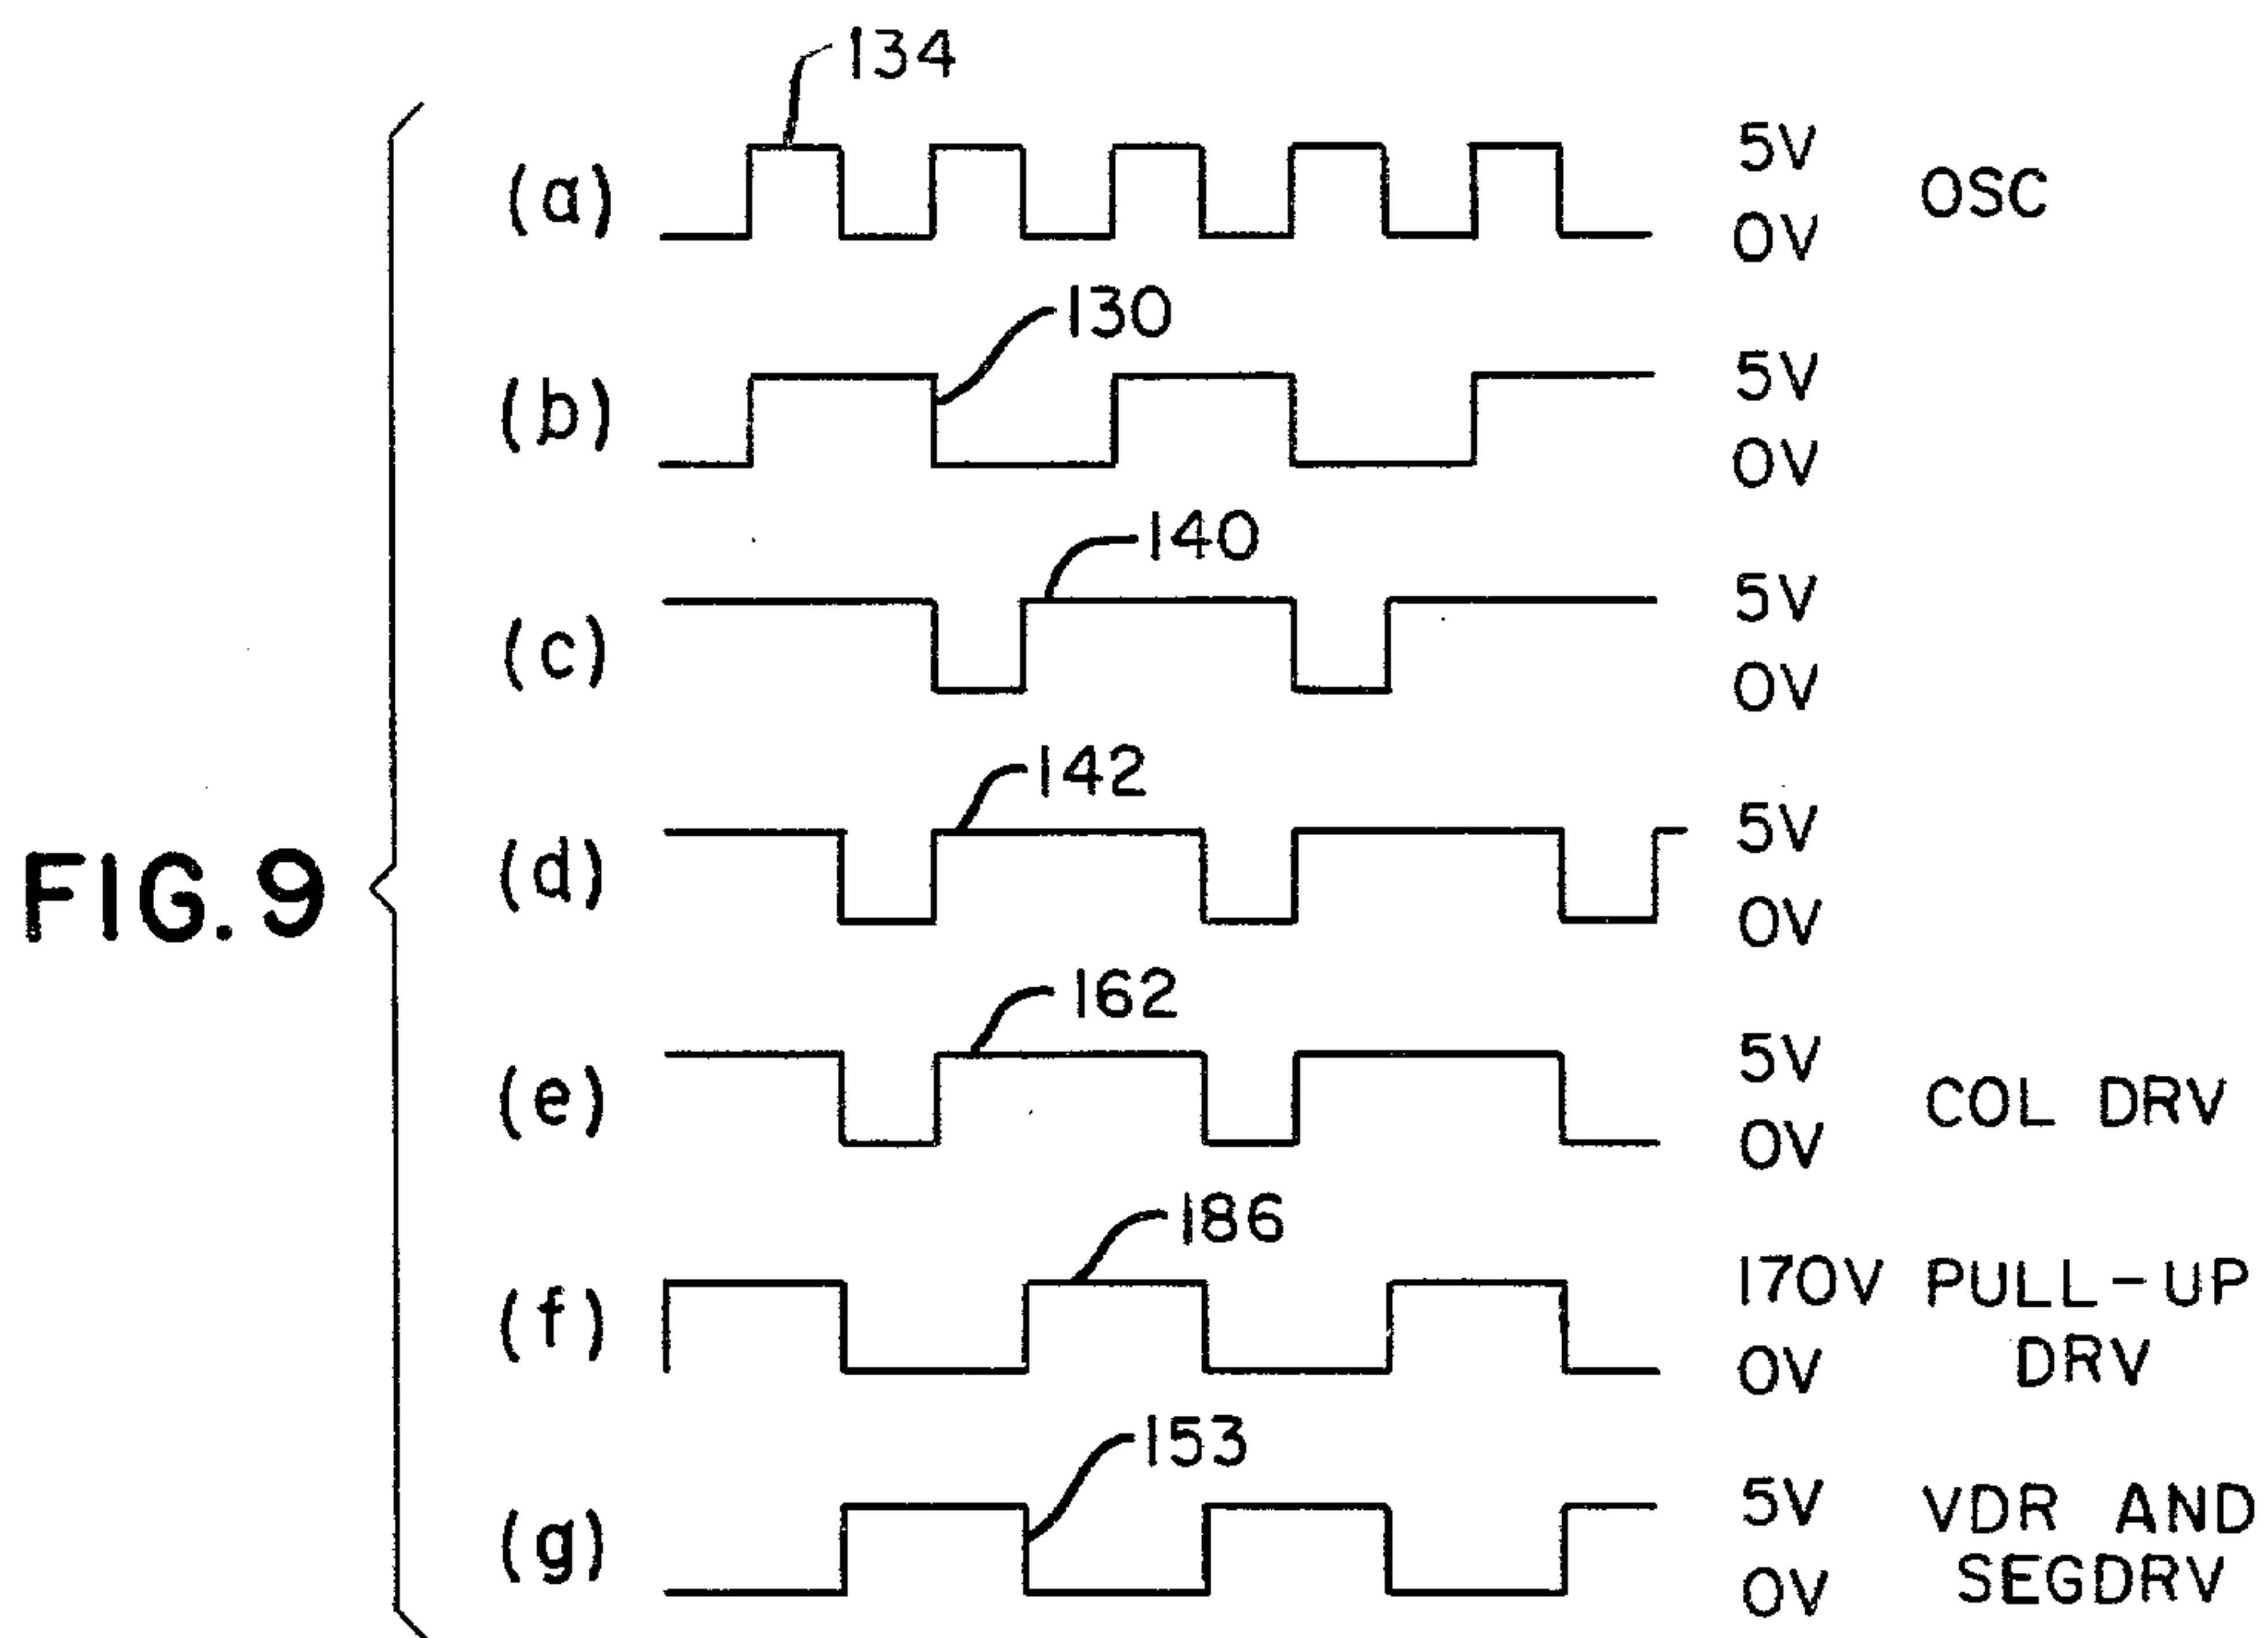 134
(a)
5V
0V
OSC
130
(b)
5V
0V
140
(c)
5V
0V
142
(d)
5V
0V
FIG. 9
162
(e)
5V
0V
COL DRV
186
(f)
170V PULL-UP
0V DRV
153
(g)
5V VDR AND
0V SEGDRV